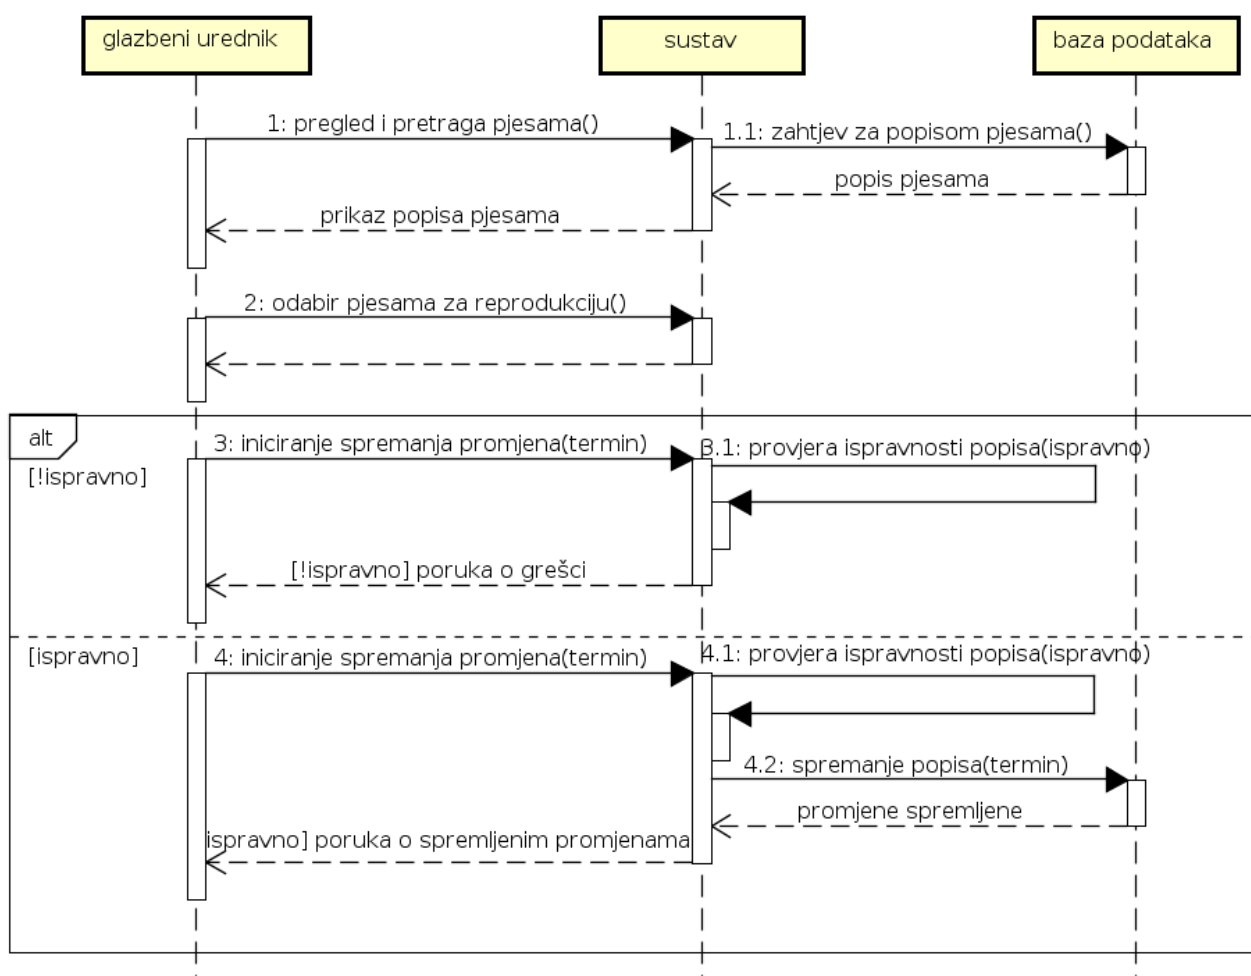 glazbeni urednik
sustav
baza podataka
1: pregled i pretraga pjesama()
1.1: zahtjev za popisom pjesama()
popis pjesama
prikaz popisa pjesama
2: odabir pjesama za reprodukciju()
alt
3: iniciranje spremanja promjena(termin)
3.1: provjera ispravnosti popisa(ispravno)
[!ispravno]
[!ispravno] poruka o grešci
[ispravno]
4: iniciranje spremanja promjena(termin)
4.1: provjera ispravnosti popisa(ispravno)
4.2: spremanje popisa(termin)
promjene spremljene
ispravno] poruka o spremljenim promjenama